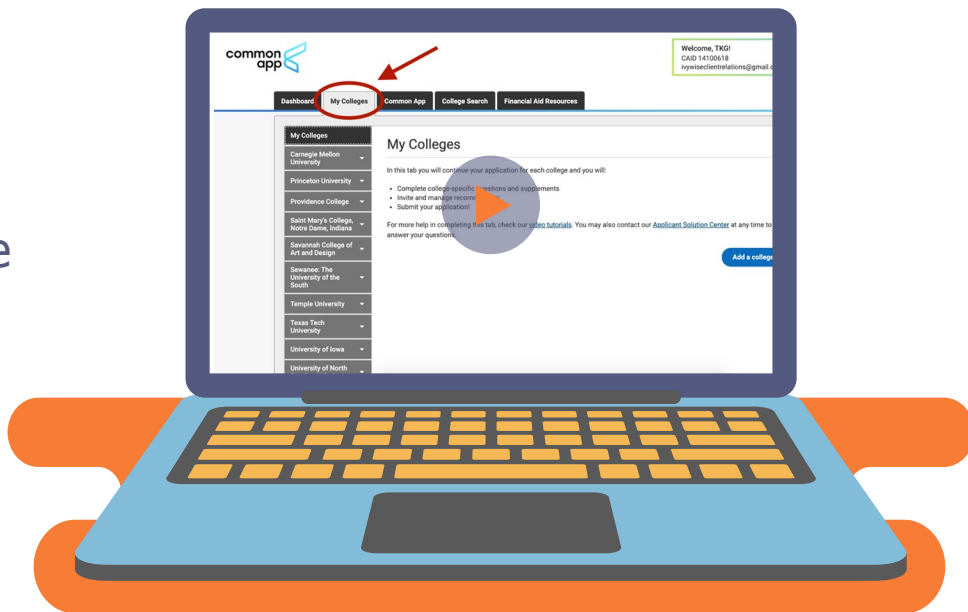 common
app
Welcome, TKG!
CAID 14100618
ivywiseclientrelations@gmail.c
Dashboard My Colleges Common App College Search Financial Aid Resources
My Colleges
Carnegie Mellon
University
Princeton University
Providence College
Saint Mary's College,
Notre Dame, Indiana
Savannah College of
Art and Design
Sewanee: The
University of the
South
Temple University
Texas Tech
University
University of Iowa
University of North
My Colleges
In this tab you will continue your application for each college and you will:
• Complete college-specific questions and supplements
• Invite and manage
• Submit your application!
For more help in completing this tab, check our video tutorials. You may also contact our Applicant Solution Center at any time to
answer your questions.
Add a college
e